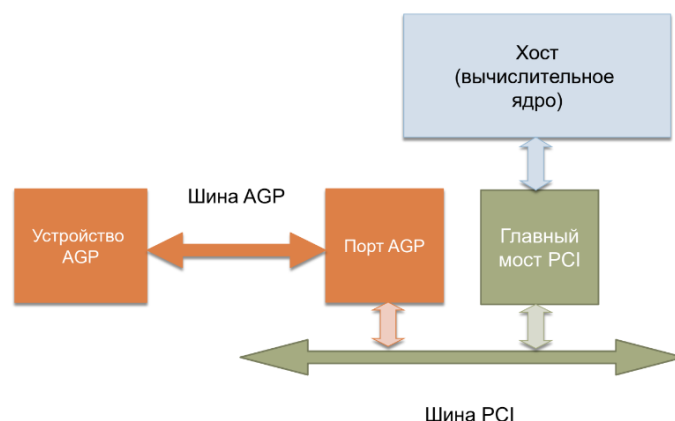 Хост
(вычислительное
ядро)
Шина AGP
Устройство
AGP
Порт AGP
Главный
мост PCI
Шина PCI